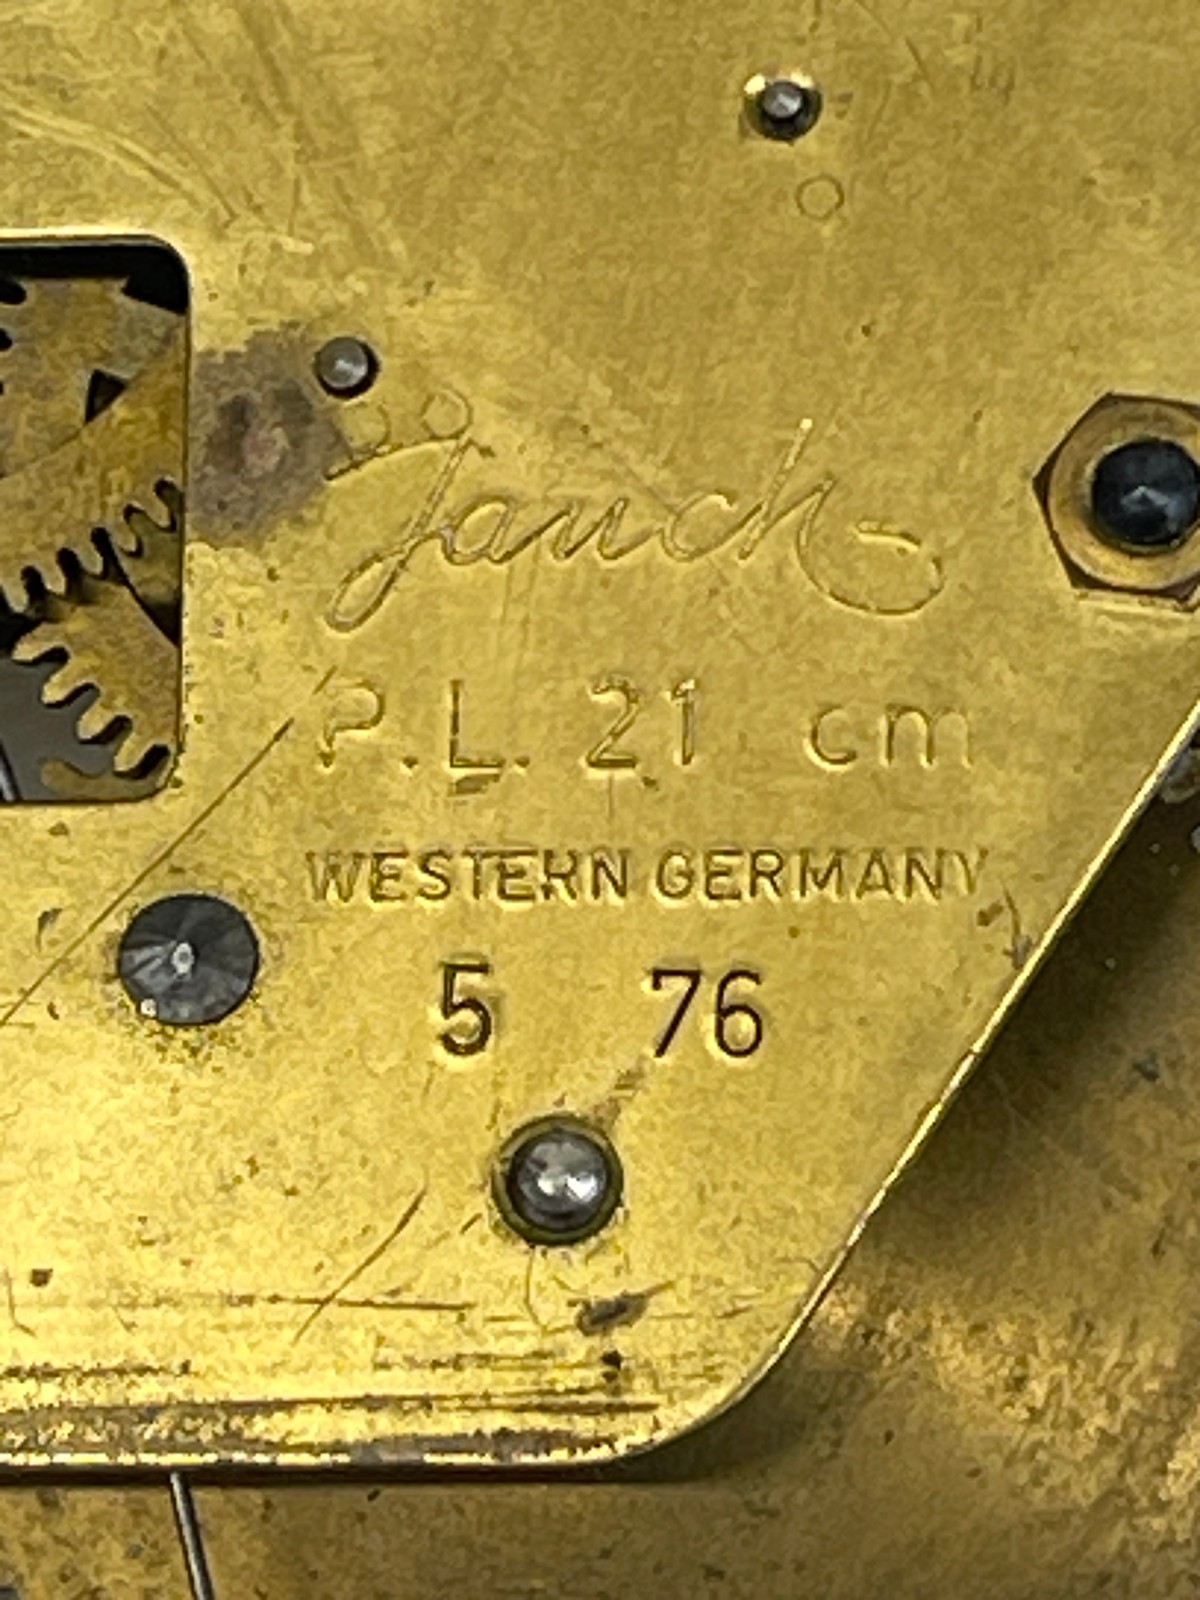 Jauch
P.L. 21 cm
WESTERN GERMANY
5 76